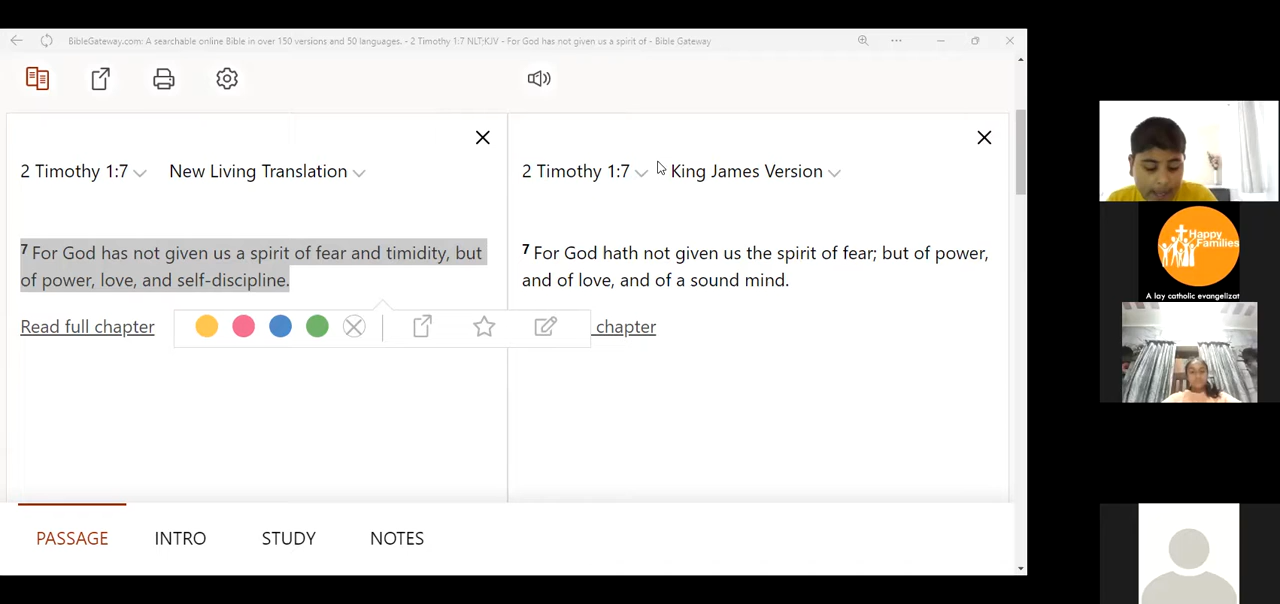 BibleGateway.com: A searchable online Bible in over 150 versions and 50 languages. - 2 Timothy 1:7 NLT;KJV - For God has not given us a spirit of - Bible Gateway
2 Timothy 1:7 New Living Translation
7 For God has not given us a spirit of fear and timidity, but
of power, love, and self-discipline.
Read full chapter
2 Timothy 1:7 King James Version
7 For God hath not given us the spirit of fear; but of power,
and of love, and of a sound mind.
chapter
PASSAGE INTRO STUDY NOTES
Happy
Families
A lay catholic evangelizat